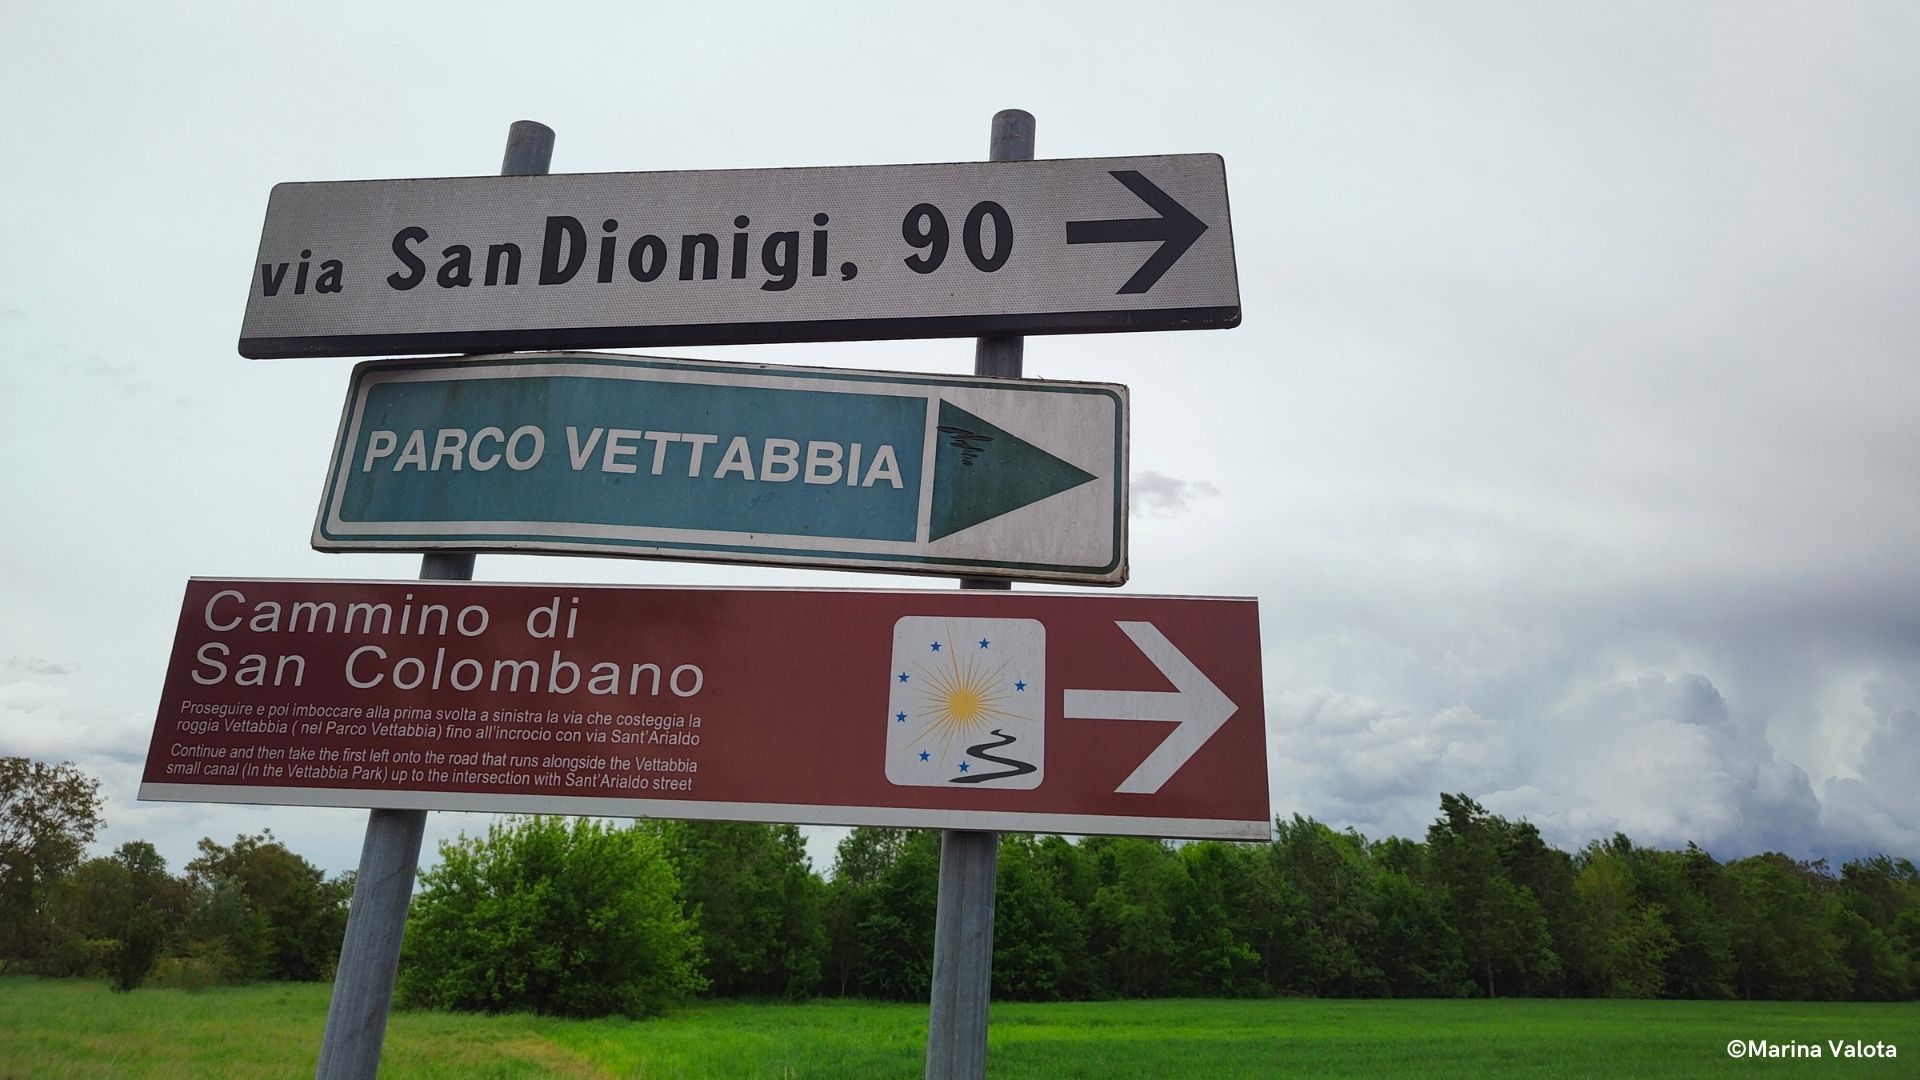 via San Dionigi, 90
PARCO VETTABBIA
Cammino di
San Colombano
Proseguire e poi imboccare alla prima svolta a sinistra la via che costeggia la
roggia Vettabbia ( nel Parco Vettabbia) fino all'incrocio con via Sant'Arialdo
Continue and then take the first left onto the road that runs alongside the Vettabbia
small canal (In the Vettabbia Park) up to the intersection with Sant'Arialdo street
©Marina Valota